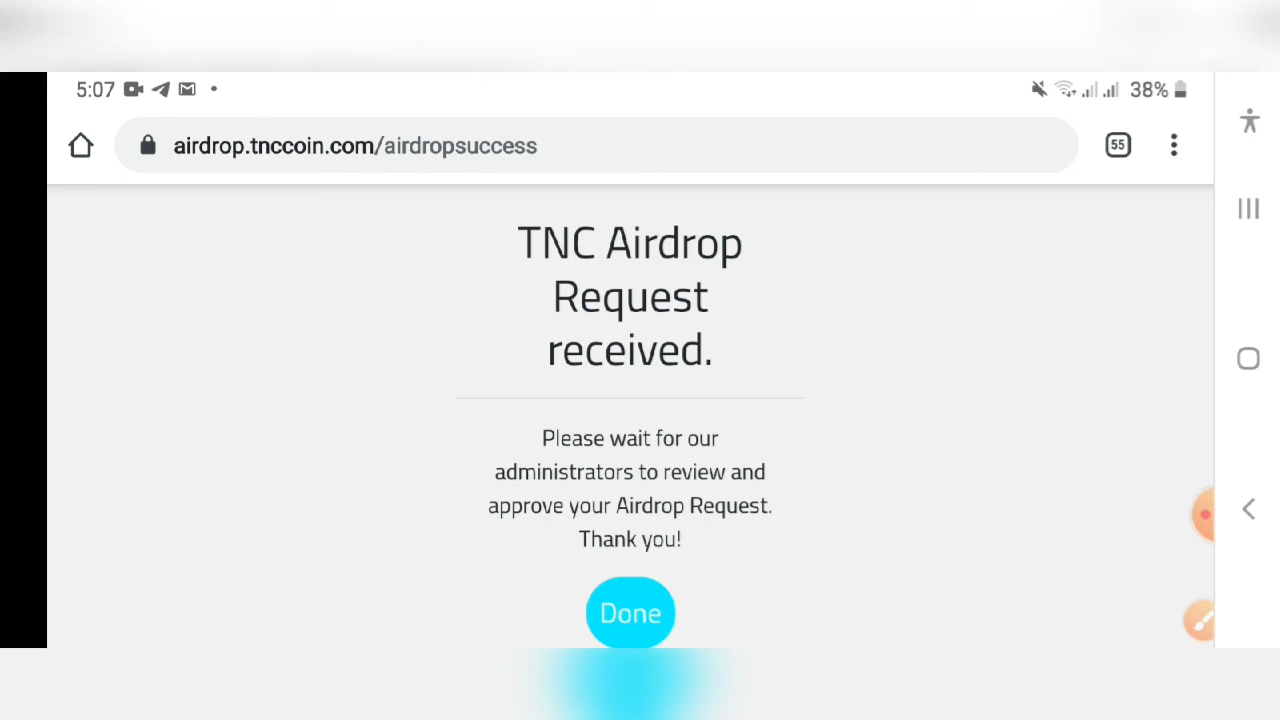 5:07
38%
airdrop.tnccoin.com/airdropsuccess
55
TNC Airdrop
Request
received.
Please wait for our
administrators to review and
approve your Airdrop Request.
Thank you!
Done